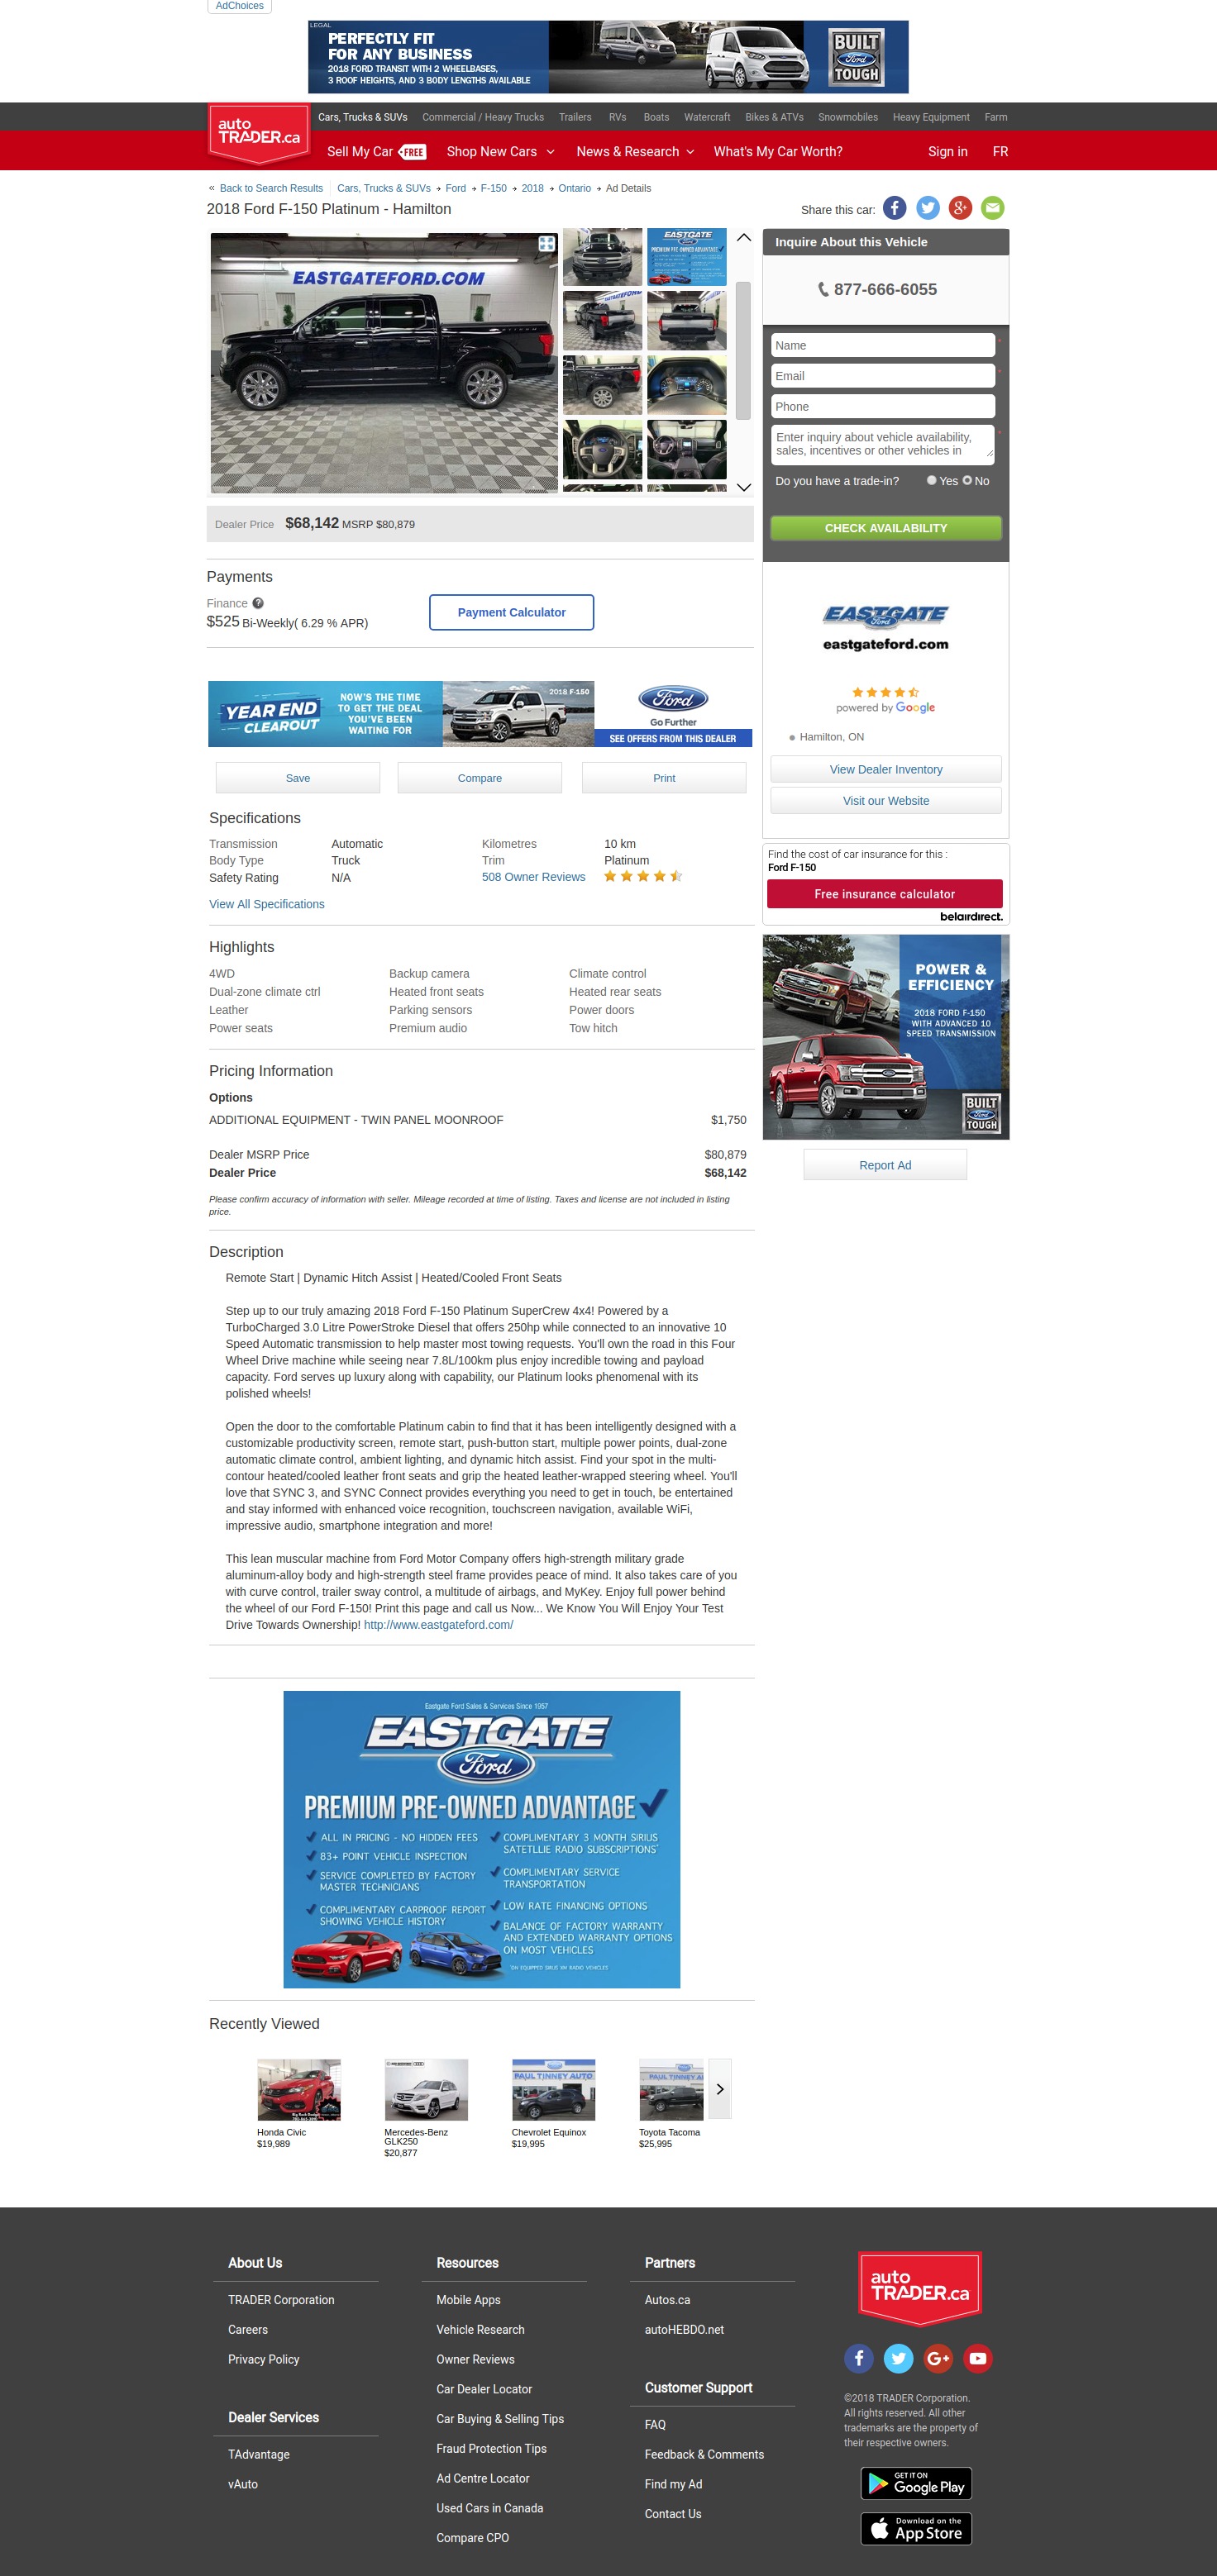 AdChoices
LEGAL
PERFECTLY FIT
FOR ANY BUSINESS
2018 FORD TRANSIT WITH 2 WHEELBASES,
3 ROOF HEIGHTS, AND 3 BODY LENGTHS AVAILABLE
BUILT
Ford
TOUGH
auto
TRADER.ca
Cars, Trucks & SUVs
Commercial / Heavy Trucks
Trailers
RVs
Boats
Watercraft
Bikes & ATVs
Snowmobiles
Heavy Equipment
Farm
Sell My Car FREE
Shop New Cars
News & Research
What's My Car Worth?
Sign in
FR
« Back to Search Results
Cars, Trucks & SUVs → Ford → F-150 → 2018 → Ontario → Ad Details
2018 Ford F-150 Platinum - Hamilton
Share this car:
EASTGATEFORD.COM
Dealer Price $68,142 MSRP $80,879
Inquire About this Vehicle
877-666-6055
Name *
Email *
Phone
Enter inquiry about vehicle availability, *
sales, incentives or other vehicles in
Do you have a trade-in? Yes No
CHECK AVAILABILITY
Payments
Finance ?
$525 Bi-Weekly( 6.29 % APR)
Payment Calculator
EASTGATE
Ford
eastgateford.com
powered by Google
Hamilton, ON
View Dealer Inventory
Visit our Website
YEAR END
CLEAROUT
NOW'S THE TIME
TO GET THE DEAL
YOU'VE BEEN
WAITING FOR
2018 F-150
Ford
Go Further
SEE OFFERS FROM THIS DEALER
Save
Compare
Print
Specifications
Transmission Automatic Kilometres 10 km
Body Type Truck Trim Platinum
Safety Rating N/A 508 Owner Reviews
View All Specifications
Find the cost of car insurance for this :
Ford F-150
Free insurance calculator
belairdirect.
Highlights
4WD Backup camera Climate control
Dual-zone climate ctrl Heated front seats Heated rear seats
Leather Parking sensors Power doors
Power seats Premium audio Tow hitch
LEGAL
POWER &
EFFICIENCY
2018 FORD F-150
WITH ADVANCED 10
SPEED TRANSMISSION
BUILT
Ford
TOUGH
Report Ad
Pricing Information
Options
ADDITIONAL EQUIPMENT - TWIN PANEL MOONROOF $1,750
Dealer MSRP Price $80,879
Dealer Price $68,142
Please confirm accuracy of information with seller. Mileage recorded at time of listing. Taxes and license are not included in listing
price.
Description
Remote Start | Dynamic Hitch Assist | Heated/Cooled Front Seats
Step up to our truly amazing 2018 Ford F-150 Platinum SuperCrew 4x4! Powered by a
TurboCharged 3.0 Litre PowerStroke Diesel that offers 250hp while connected to an innovative 10
Speed Automatic transmission to help master most towing requests. You'll own the road in this Four
Wheel Drive machine while seeing near 7.8L/100km plus enjoy incredible towing and payload
capacity. Ford serves up luxury along with capability, our Platinum looks phenomenal with its
polished wheels!
Open the door to the comfortable Platinum cabin to find that it has been intelligently designed with a
customizable productivity screen, remote start, push-button start, multiple power points, dual-zone
automatic climate control, ambient lighting, and dynamic hitch assist. Find your spot in the multi-
contour heated/cooled leather front seats and grip the heated leather-wrapped steering wheel. You'll
love that SYNC 3, and SYNC Connect provides everything you need to get in touch, be entertained
and stay informed with enhanced voice recognition, touchscreen navigation, available WiFi,
impressive audio, smartphone integration and more!
This lean muscular machine from Ford Motor Company offers high-strength military grade
aluminum-alloy body and high-strength steel frame provides peace of mind. It also takes care of you
with curve control, trailer sway control, a multitude of airbags, and MyKey. Enjoy full power behind
the wheel of our Ford F-150! Print this page and call us Now... We Know You Will Enjoy Your Test
Drive Towards Ownership! http://www.eastgateford.com/
Eastgate Ford Sales & Services Since 1957
EASTGATE
Ford
PREMIUM PRE-OWNED ADVANTAGE
ALL IN PRICING - NO HIDDEN FEES
83+ POINT VEHICLE INSPECTION
SERVICE COMPLETED BY FACTORY
MASTER TECHNICIANS
COMPLIMENTARY CARPROOF REPORT
SHOWING VEHICLE HISTORY
COMPLIMENTARY 3 MONTH SIRIUS
SATETLLIE RADIO SUBSCRIPTIONS*
COMPLIMENTARY SERVICE
TRANSPORTATION
LOW RATE FINANCING OPTIONS
BALANCE OF FACTORY WARRANTY
AND EXTENDED WARRANTY OPTIONS
ON MOST VEHICLES
*ON EQUIPPED SIRIUS XM RADIO VEHICLES
Recently Viewed
PAUL TINNEY AUTO
PAUL TINNEY AU
Honda Civic
$19,989
Mercedes-Benz
GLK250
$20,877
Chevrolet Equinox
$19,995
Toyota Tacoma
$25,995
About Us
TRADER Corporation
Careers
Privacy Policy
Dealer Services
TAdvantage
vAuto
Resources
Mobile Apps
Vehicle Research
Owner Reviews
Car Dealer Locator
Car Buying & Selling Tips
Fraud Protection Tips
Ad Centre Locator
Used Cars in Canada
Compare CPO
Partners
Autos.ca
autoHEBDO.net
Customer Support
FAQ
Feedback & Comments
Find my Ad
Contact Us
auto
TRADER.ca
©2018 TRADER Corporation.
All rights reserved. All other
trademarks are the property of
their respective owners.
GET IT ON
Google Play
Download on the
App Store